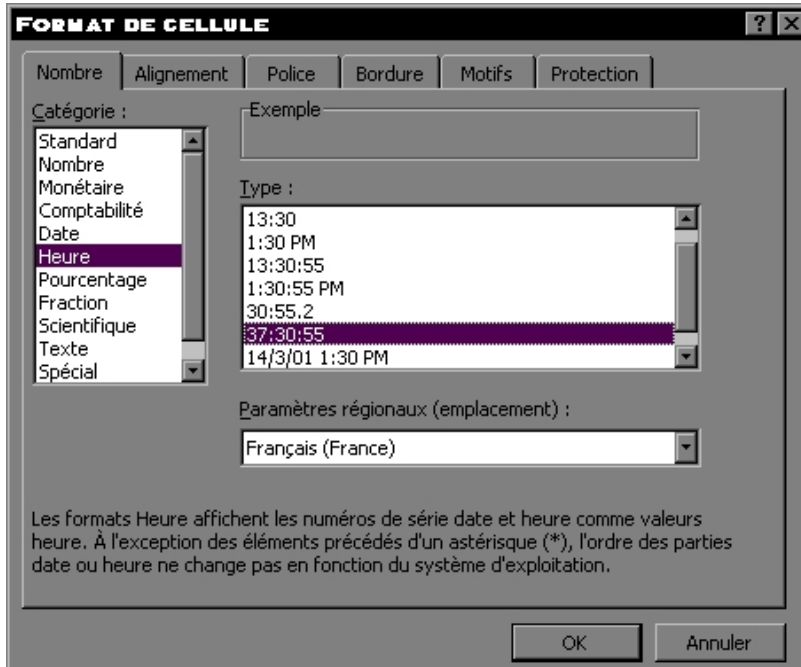 FORMAT DE CELLULE
Nombre Alignement Police Bordure Motifs Protection
Catégorie :
Standard
Nombre
Monétaire
Comptabilité
Date
Heure
Pourcentage
Fraction
Scientifique
Texte
Spécial
Exemple
Type :
13:30
1:30 PM
13:30:55
1:30:55 PM
30:55.2
37:30:55
14/3/01 1:30 PM
Paramètres régionaux (emplacement) :
Français (France)
Les formats Heure affichent les numéros de série date et heure comme valeurs
heure. À l'exception des éléments précédés d'un astérisque (*), l'ordre des parties
date ou heure ne change pas en fonction du système d'exploitation.
OK Annuler